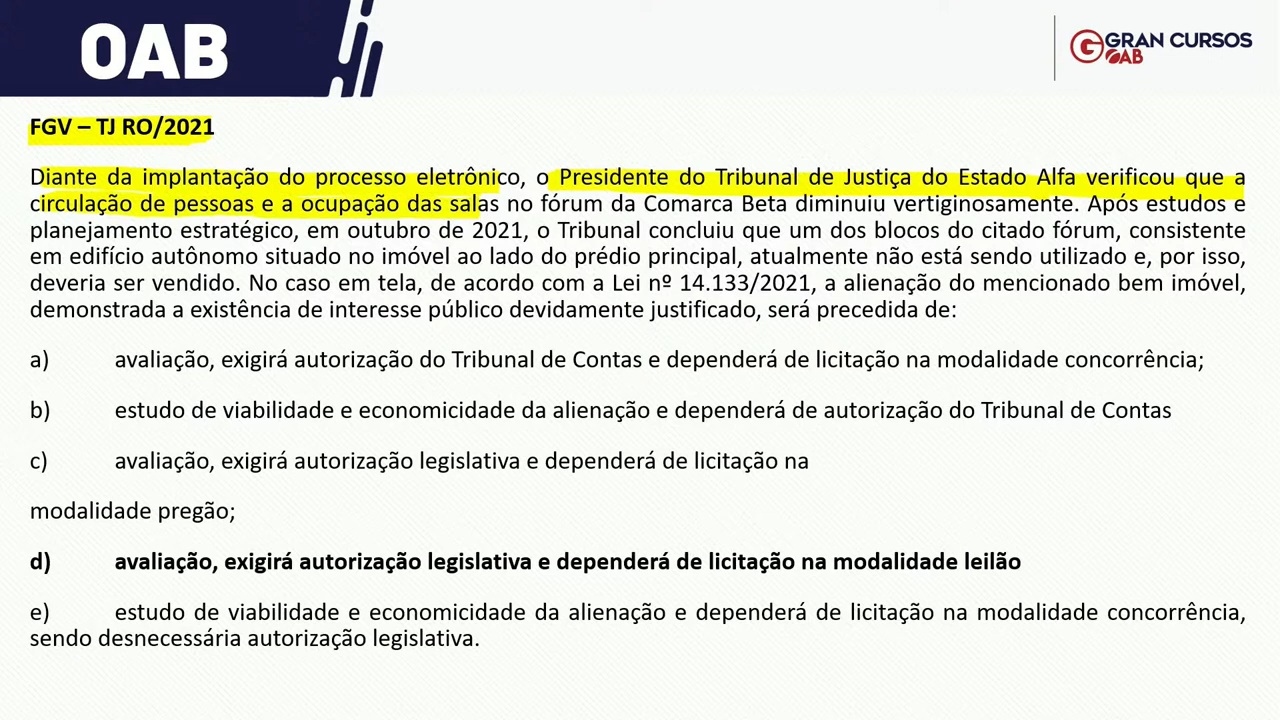 OAB
GRAN CURSOS
OAB
FGV – TJ RO/2021
Diante da implantação do processo eletrônico, o Presidente do Tribunal de Justiça do Estado Alfa verificou que a
circulação de pessoas e a ocupação das salas no fórum da Comarca Beta diminuiu vertiginosamente. Após estudos e
planejamento estratégico, em outubro de 2021, o Tribunal concluiu que um dos blocos do citado fórum, consistente
em edifício autônomo situado no imóvel ao lado do prédio principal, atualmente não está sendo utilizado e, por isso,
deveria ser vendido. No caso em tela, de acordo com a Lei nº 14.133/2021, a alienação do mencionado bem imóvel,
demonstrada a existência de interesse público devidamente justificado, será precedida de:
a) avaliação, exigirá autorização do Tribunal de Contas e dependerá de licitação na modalidade concorrência;
b) estudo de viabilidade e economicidade da alienação e dependerá de autorização do Tribunal de Contas
c) avaliação, exigirá autorização legislativa e dependerá de licitação na
modalidade pregão;
d) avaliação, exigirá autorização legislativa e dependerá de licitação na modalidade leilão
e) estudo de viabilidade e economicidade da alienação e dependerá de licitação na modalidade concorrência,
sendo desnecessária autorização legislativa.